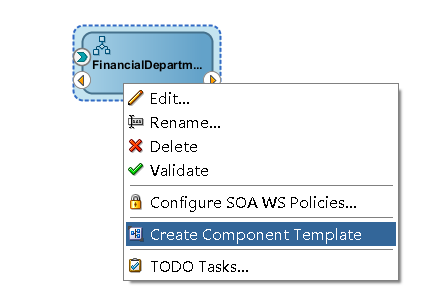 FinancialDepartm...
Edit...
Rename...
Delete
Validate
Configure SOA WS Policies...
Create Component Template
TODO Tasks...